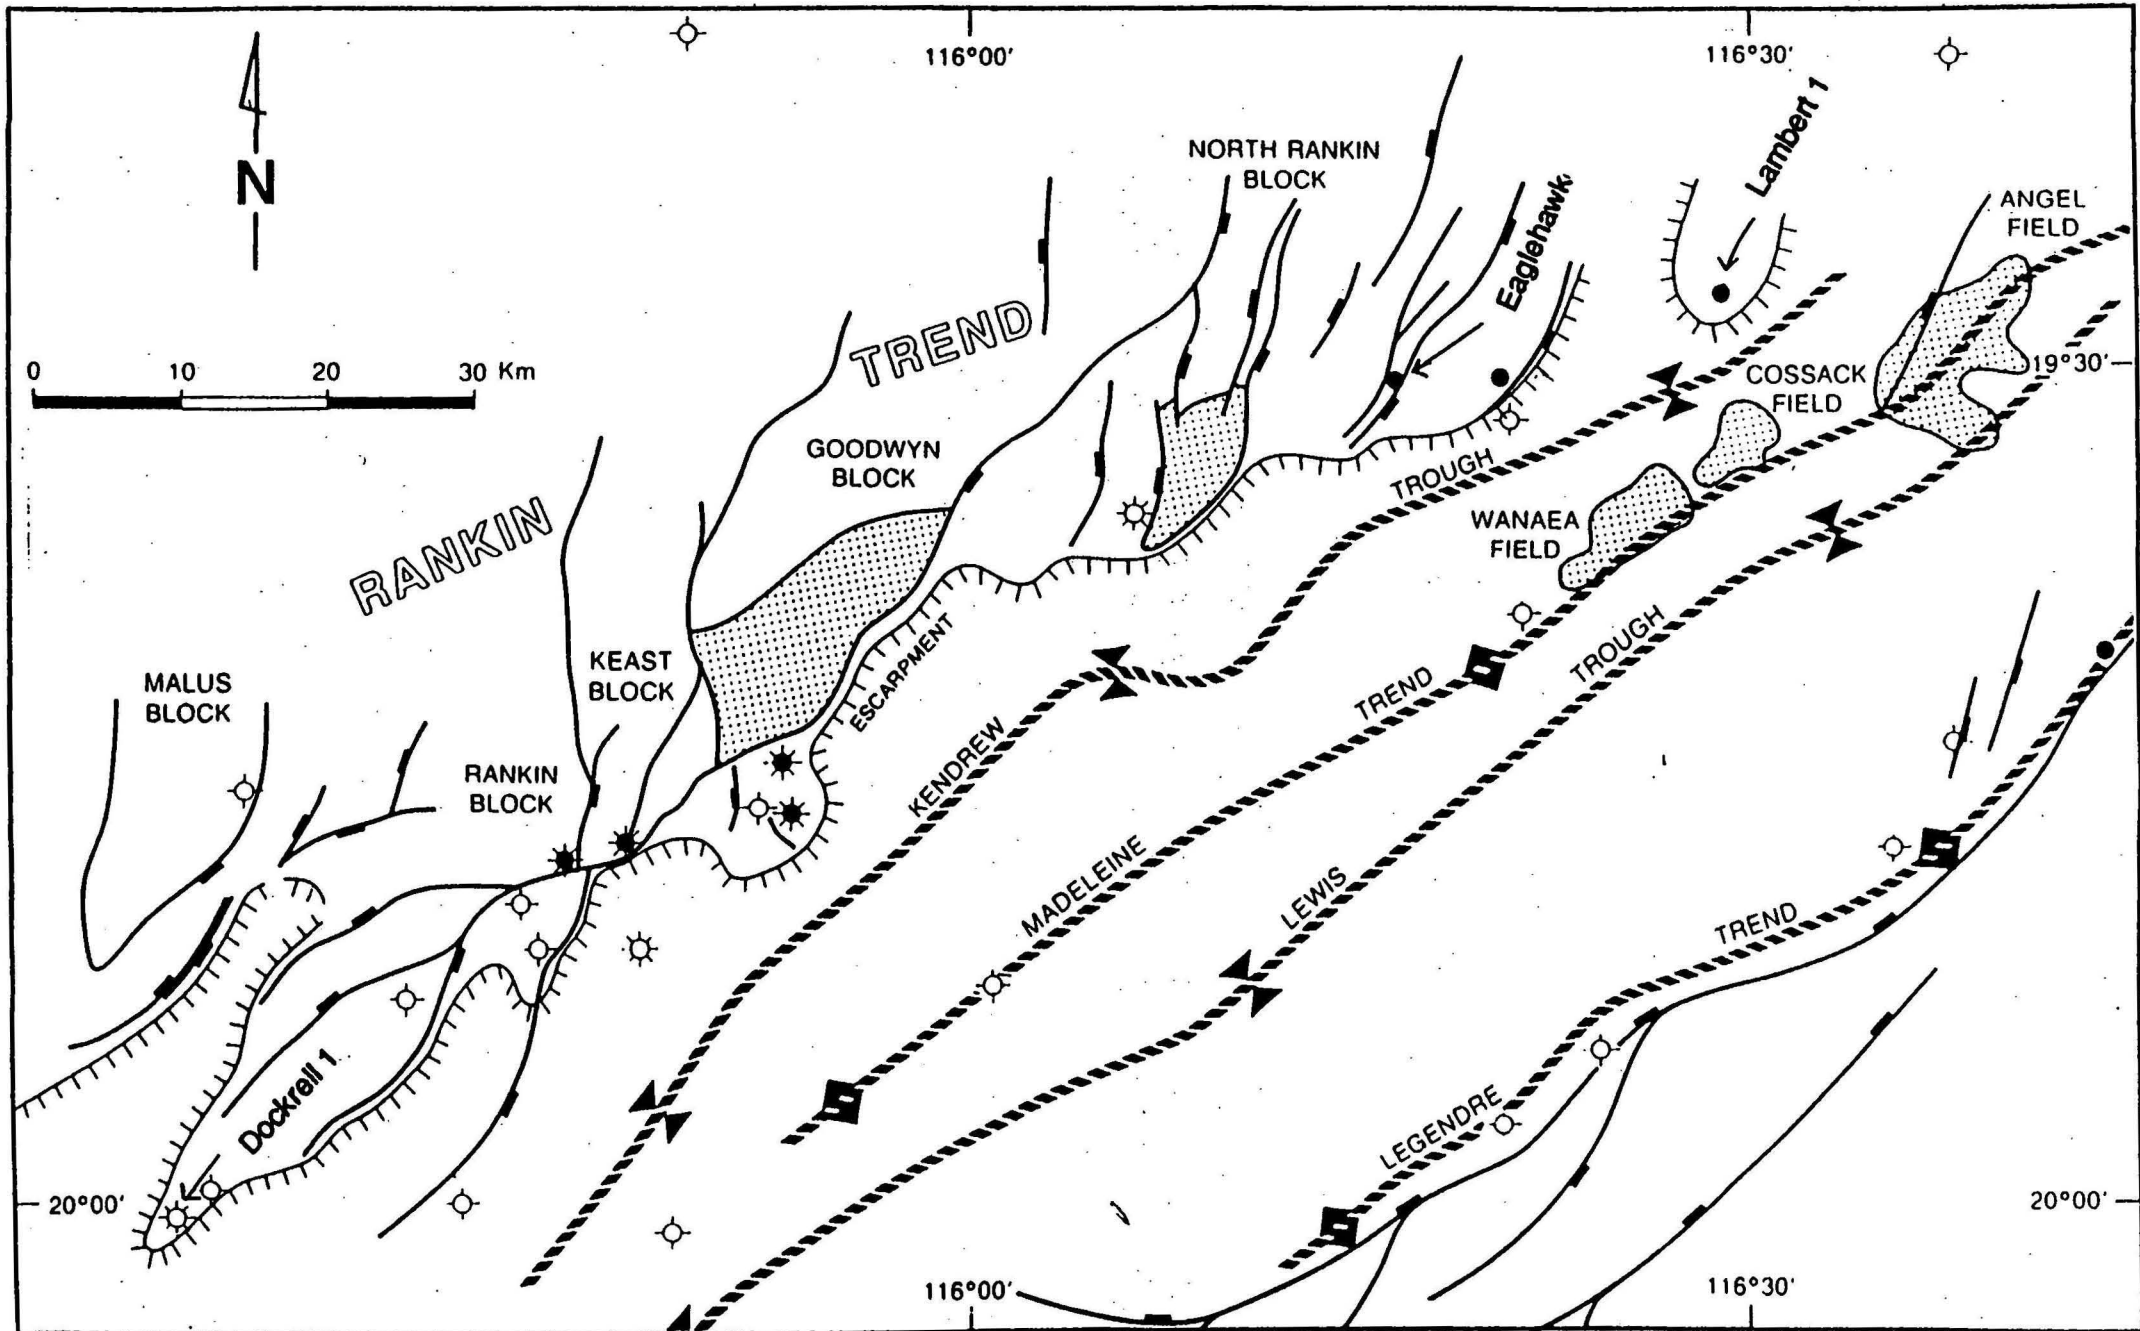 116°00'
116°30'
N
Lambert 1
NORTH RANKIN
BLOCK
Eaglehawk
ANGEL
FIELD
TREND
0 10 20 30 Km
19°30'
COSSACK
FIELD
GOODWYN
BLOCK
TROUGH
RANKIN
WANAEA
FIELD
ESCARPMENT
TROUGH
KEAST
BLOCK
MALUS
BLOCK
TREND
RANKIN
BLOCK
KENDREW
MADELEINE
LEWIS
TREND
Dockrell 1
LEGENDRE
20°00'
20°00'
116°00'
116°30'